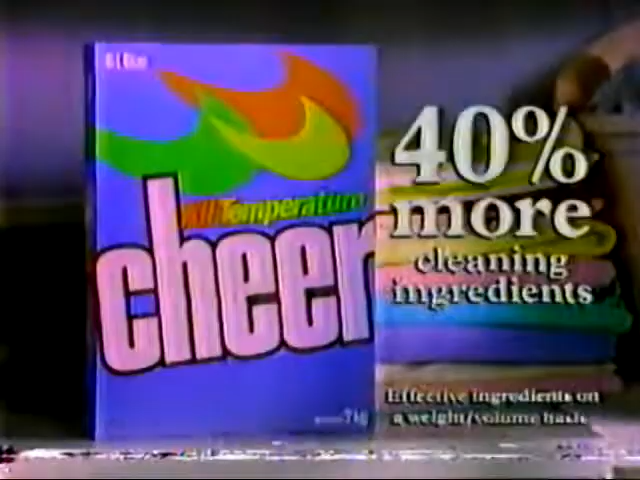 All Temperature
cheer
40%
more
cleaning
ingredients
Effective ingredients on
a weight/volume basis